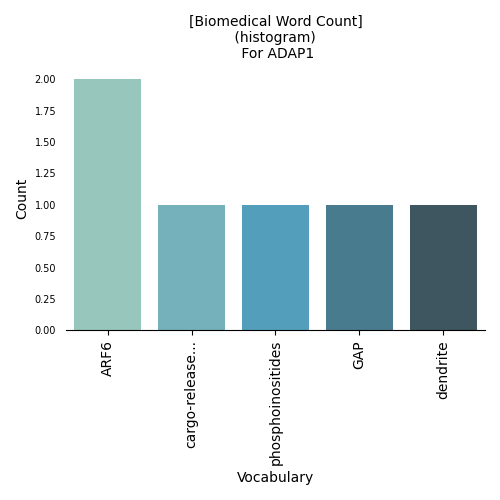 [Biomedical Word Count]
(histogram)
For ADAP1
Count
2.00
1.75
1.50
1.25
1.00
0.75
0.50
0.25
0.00
ARF6
cargo-release...
phosphoinositides
GAP
dendrite
Vocabulary